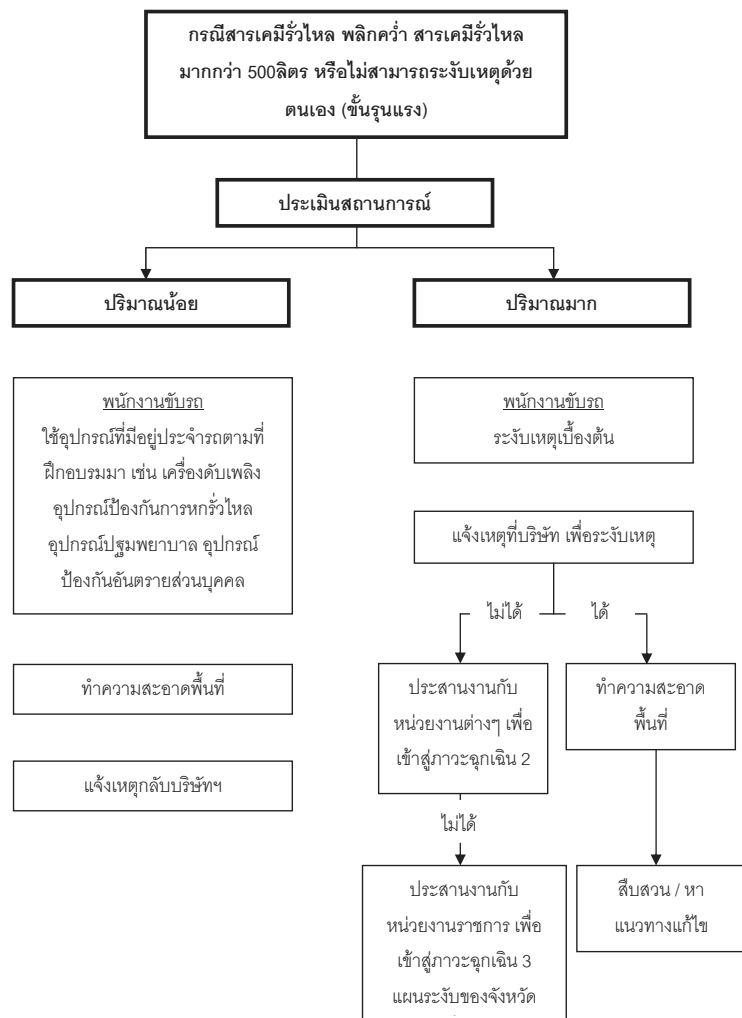 กรณีสารเคมีรั่วไหล พลิกคว่ำ สารเคมีรั่วไหล
มากกว่า 500ลิตร หรือไม่สามารถระงับเหตุด้วย
ตนเอง (ขั้นรุนแรง)
ประเมินสถานการณ์
ปริมาณน้อย
ปริมาณมาก
พนักงานขับรถ
ใช้อุปกรณ์ที่มีอยู่ประจำรถตามที่
ฝึกอบรมมา เช่น เครื่องดับเพลิง
อุปกรณ์ป้องกันการหกรั่วไหล
อุปกรณ์ปฐมพยาบาล อุปกรณ์
ป้องกันอันตรายส่วนบุคคล
ทำความสะอาดพื้นที่
แจ้งเหตุกลับบริษัทฯ
พนักงานขับรถ
ระงับเหตุเบื้องต้น
แจ้งเหตุที่บริษัท เพื่อระงับเหตุ
ไม่ได้
ได้
ประสานงานกับ
หน่วยงานต่างๆ เพื่อ
เข้าสู่ภาวะฉุกเฉิน 2
ทำความสะอาด
พื้นที่
ไม่ได้
ประสานงานกับ
หน่วยงานราชการ เพื่อ
เข้าสู่ภาวะฉุกเฉิน 3
แผนระงับของจังหวัด
สืบสวน / หา
แนวทางแก้ไข